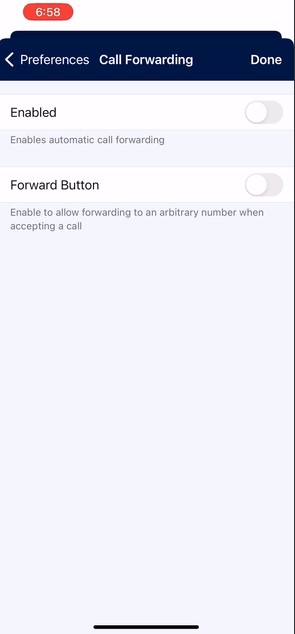 6:58
Preferences Call Forwarding Done
Enabled
Enables automatic call forwarding
Forward Button
Enable to allow forwarding to an arbitrary number when
accepting a call